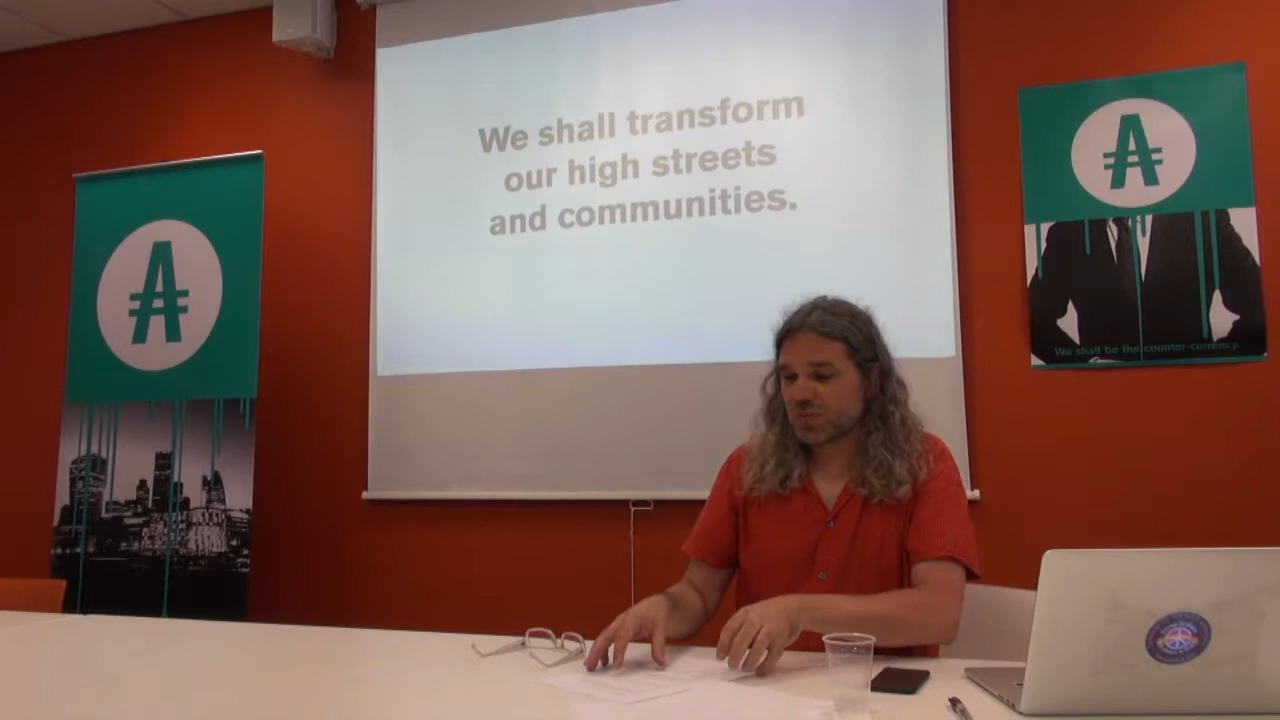 We shall transform
our high streets
and communities.
We shall be the counter-currency.